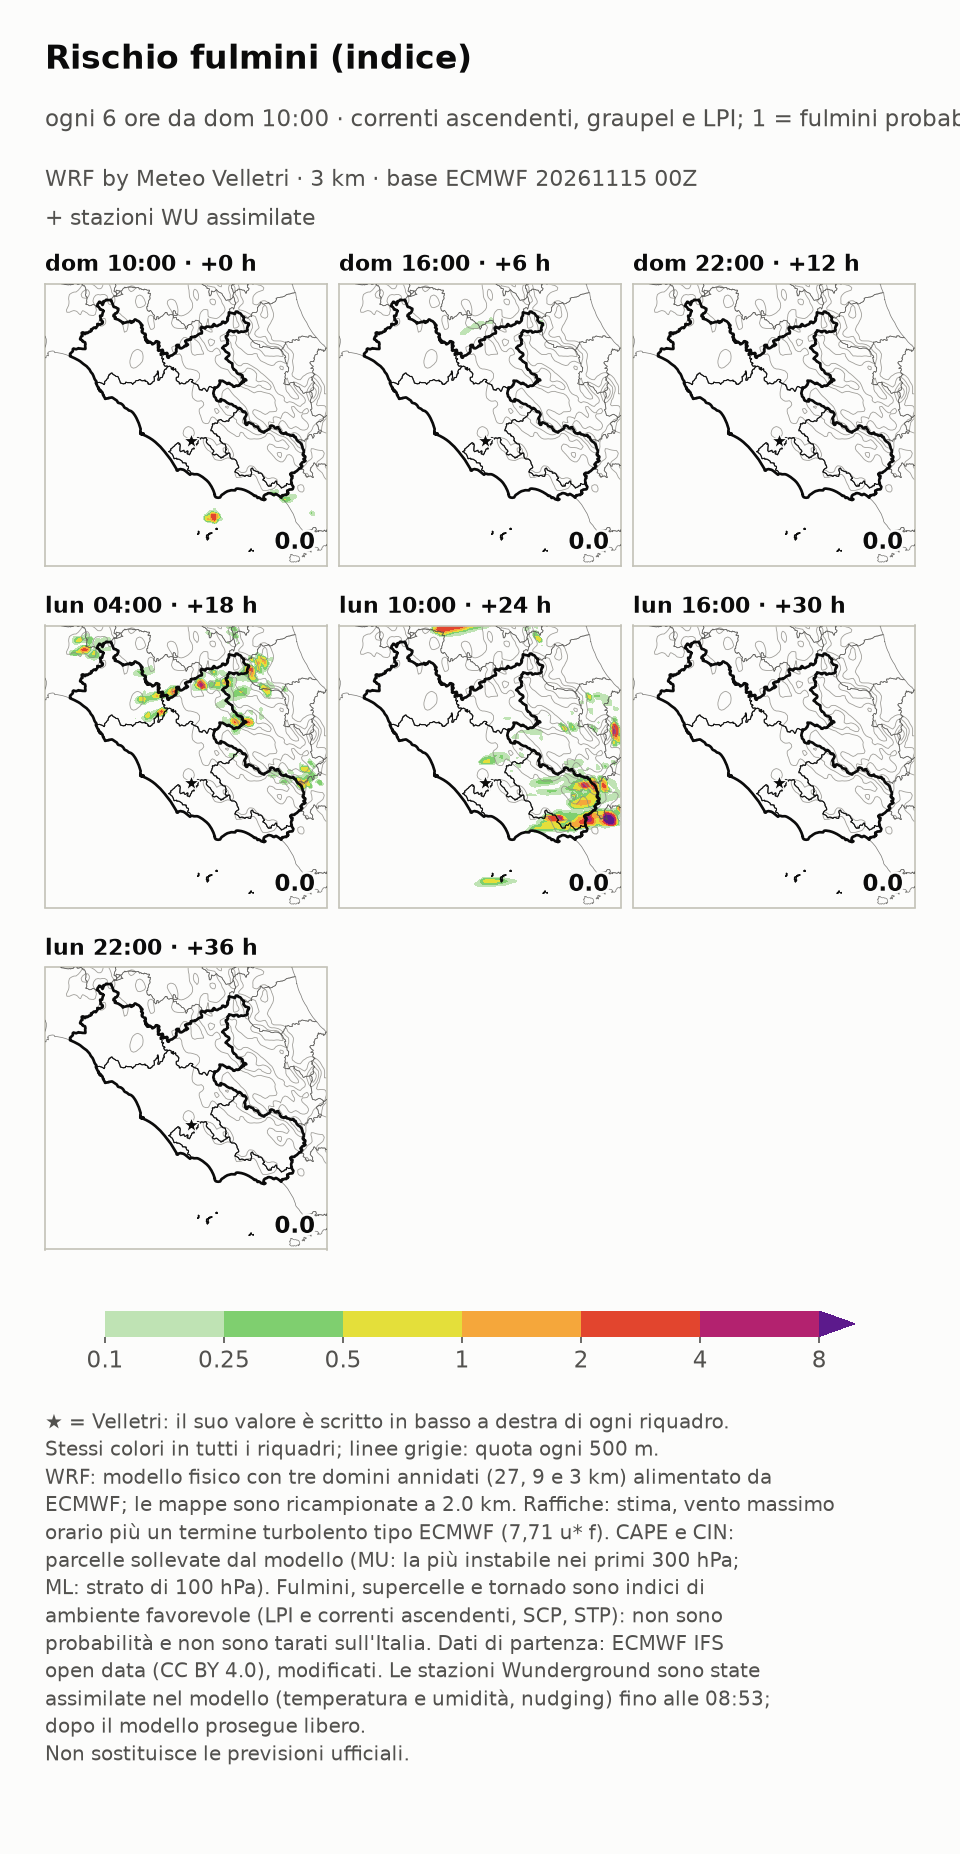 Rischio fulmini (indice)
ogni 6 ore da dom 10:00 · correnti ascendenti, graupel e LPI; 1 = fulmini probab
WRF by Meteo Velletri · 3 km · base ECMWF 20261115 00Z
+ stazioni WU assimilate
dom 10:00 · +0 h
dom 16:00 · +6 h
dom 22:00 · +12 h
0.0
0.0
0.0
lun 04:00 · +18 h
lun 10:00 · +24 h
lun 16:00 · +30 h
0.0
0.0
0.0
lun 22:00 · +36 h
0.0
0.1 0.25 0.5 1 2 4 8
★ = Velletri: il suo valore è scritto in basso a destra di ogni riquadro.
Stessi colori in tutti i riquadri; linee grigie: quota ogni 500 m.
WRF: modello fisico con tre domini annidati (27, 9 e 3 km) alimentato da
ECMWF; le mappe sono ricampionate a 2.0 km. Raffiche: stima, vento massimo
orario più un termine turbolento tipo ECMWF (7,71 u* f). CAPE e CIN:
parcelle sollevate dal modello (MU: la più instabile nei primi 300 hPa;
ML: strato di 100 hPa). Fulmini, supercelle e tornado sono indici di
ambiente favorevole (LPI e correnti ascendenti, SCP, STP): non sono
probabilità e non sono tarati sull'Italia. Dati di partenza: ECMWF IFS
open data (CC BY 4.0), modificati. Le stazioni Wunderground sono state
assimilate nel modello (temperatura e umidità, nudging) fino alle 08:53;
dopo il modello prosegue libero.
Non sostituisce le previsioni ufficiali.